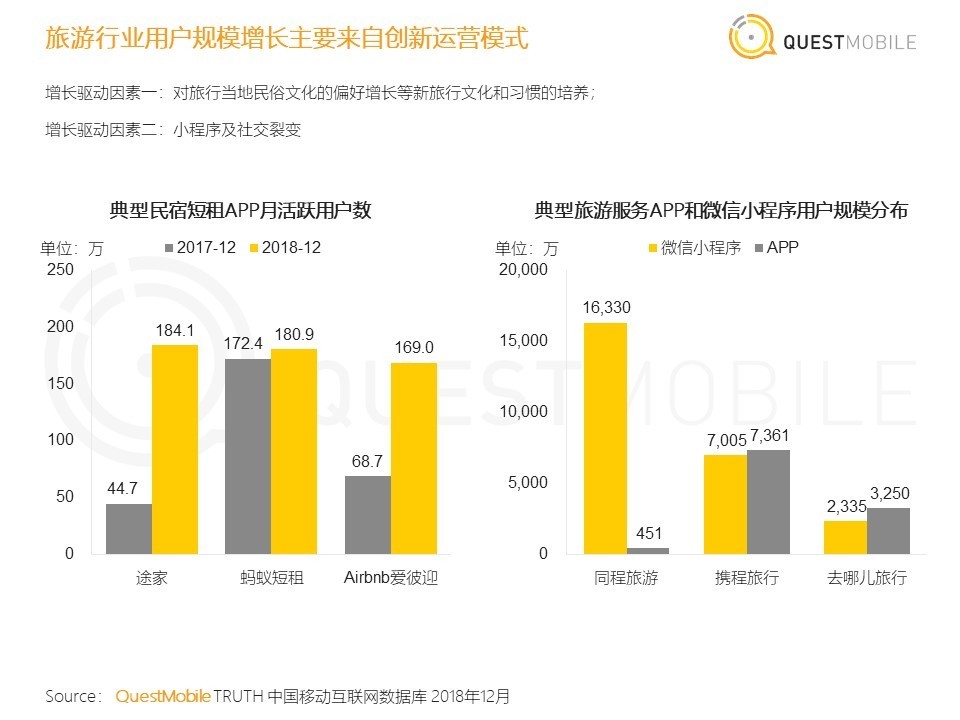 旅游行业用户规模增长主要来自创新运营模式
QUESTMOBILE
增长驱动因素一：对旅行当地民俗文化的偏好增长等新旅行文化和习惯的培养；
增长驱动因素二：小程序及社交裂变
典型民宿短租APP月活跃用户数
单位：万
2017-12 2018-12
250
200
150
100
50
0
44.7
184.1
172.4
180.9
68.7
169.0
途家
蚂蚁短租
Airbnb爱彼迎
典型旅游服务APP和微信小程序用户规模分布
单位：万
微信小程序 APP
20,000
15,000
10,000
5,000
0
16,330
451
7,005
7,361
2,335
3,250
同程旅游
携程旅行
去哪儿旅行
QUESTMOBILE
Source： QuestMobile TRUTH 中国移动互联网数据库 2018年12月